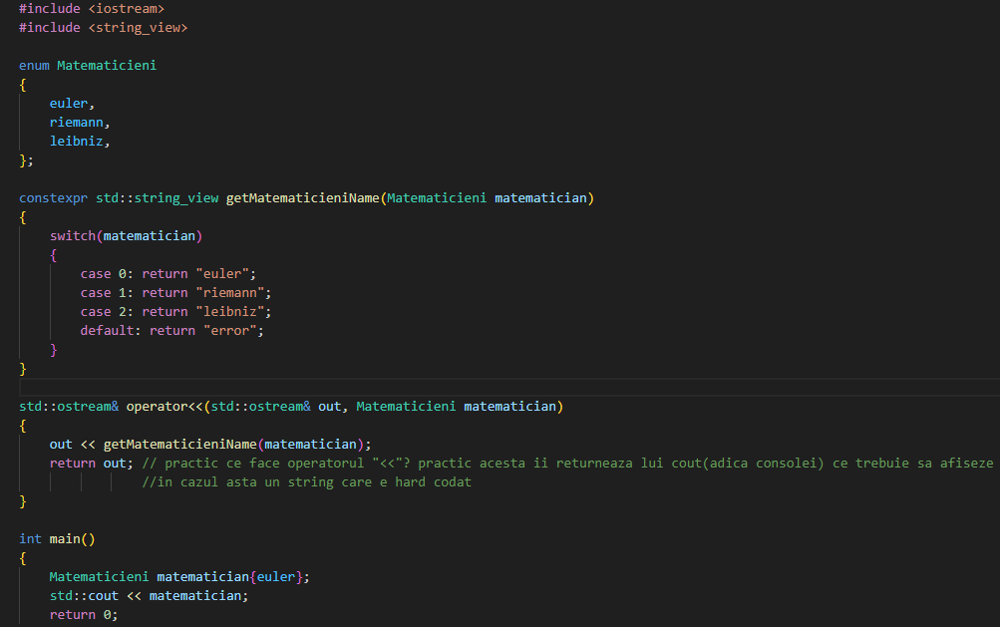 #include <iostream>
#include <string_view>
enum Matematicieni
{
    euler,
    riemann,
    leibniz,
};
constexpr std::string_view getMatematicieniName(Matematicieni matematician)
{
    switch(matematician)
    {
        case 0: return "euler";
        case 1: return "riemann";
        case 2: return "leibniz";
        default: return "error";
    }
}
std::ostream& operator<<(std::ostream& out, Matematicieni matematician)
{
    out << getMatematicieniName(matematician);
    return out; // practic ce face operatorul "<<"? practic acesta ii returneaza lui cout(adica consolei) ce trebuie sa afiseze
                //in cazul asta un string care e hard codat
}
int main()
{
    Matematicieni matematician{euler};
    std::cout << matematician;
    return 0;